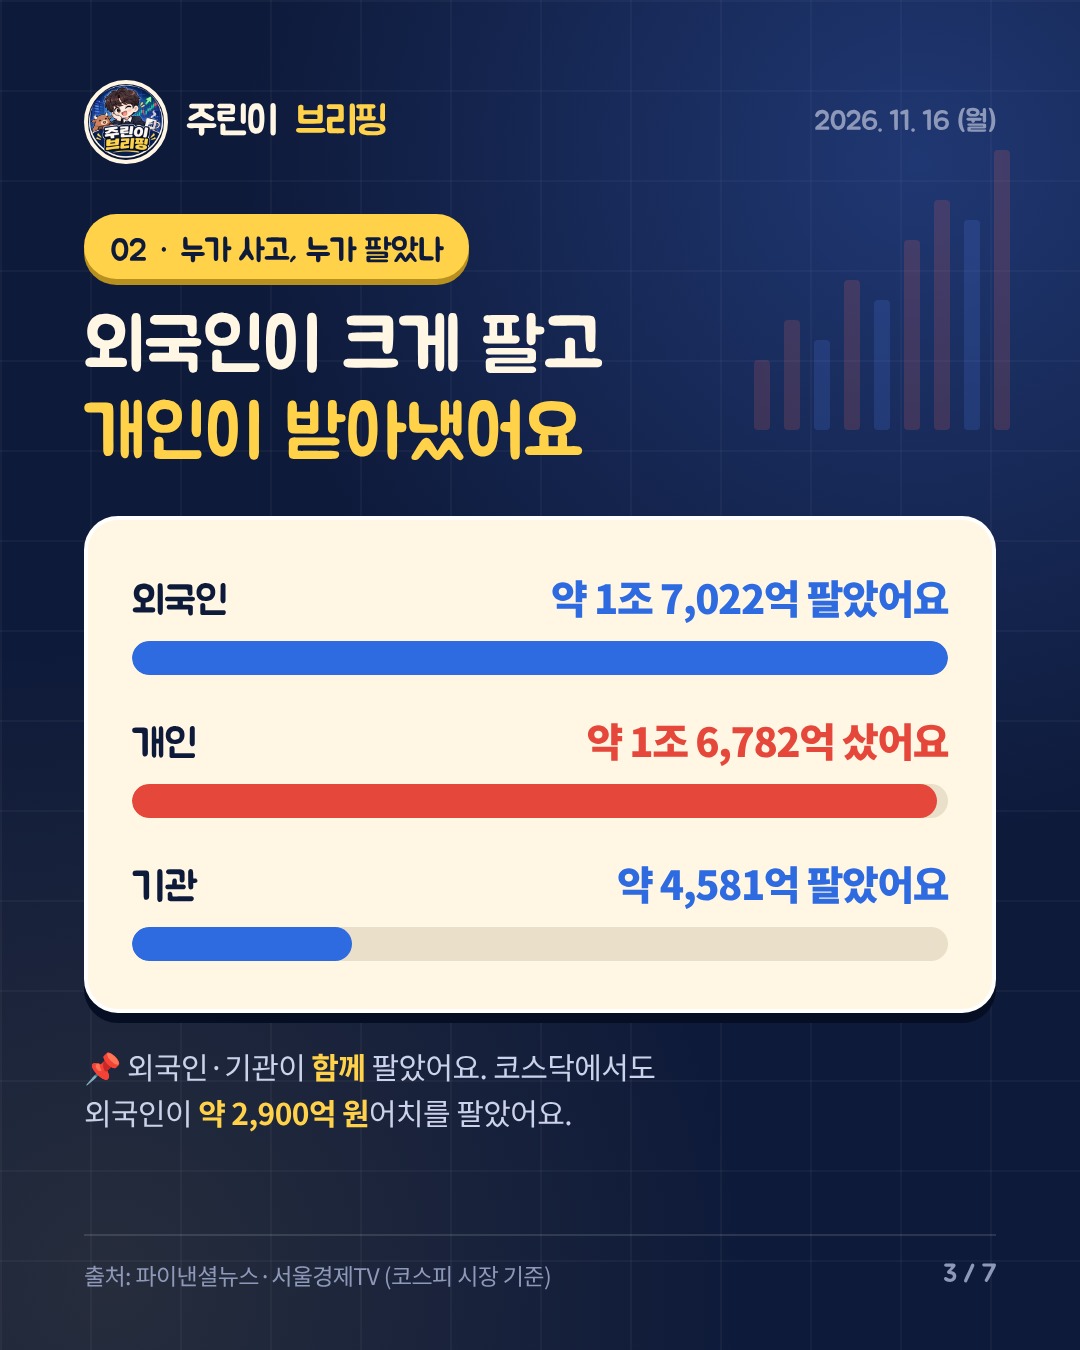 주린이 브리핑
주린이 브리핑
2026. 11. 16 (월)
02 · 누가 사고, 누가 팔았나
외국인이 크게 팔고
개인이 받아냈어요
외국인 약 1조 7,022억 팔았어요
개인 약 1조 6,782억 샀어요
기관 약 4,581억 팔았어요
📌 외국인·기관이 함께 팔았어요. 코스닥에서도
외국인이 약 2,900억 원어치를 팔았어요.
출처: 파이낸셜뉴스·서울경제TV (코스피 시장 기준)
3 / 7